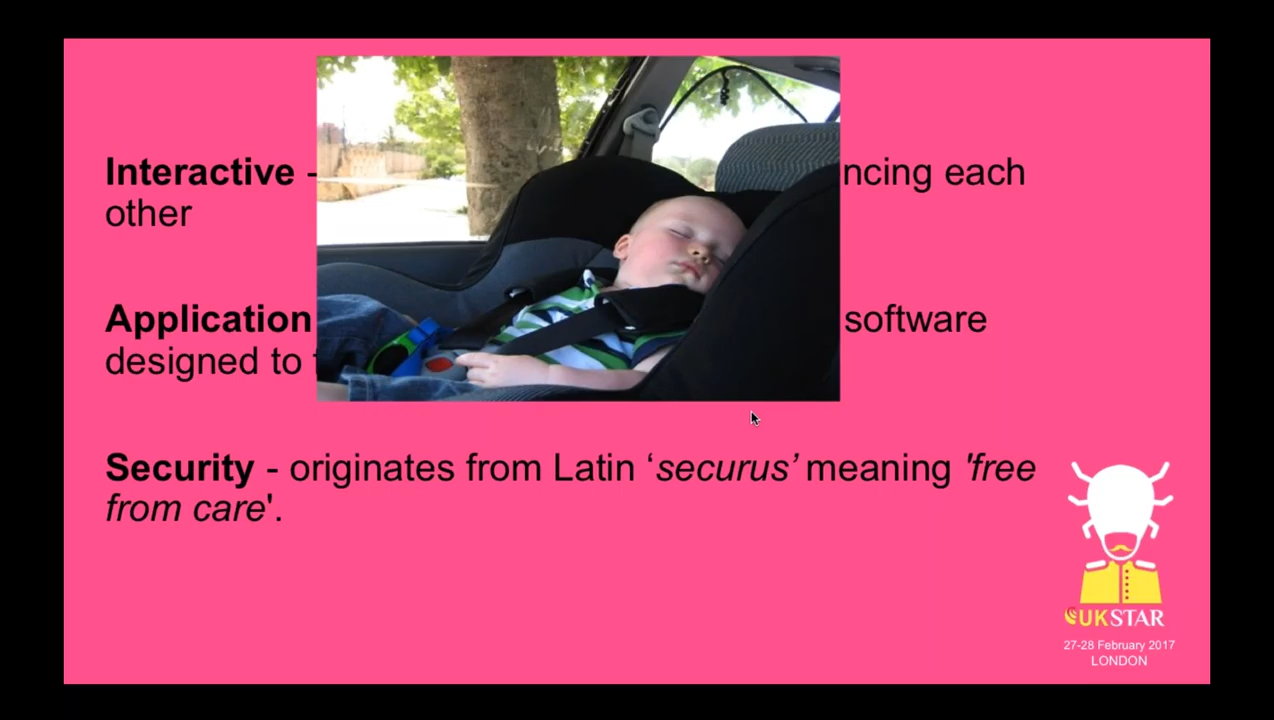 Interactive - ncing each
other
Application software
designed to
Security - originates from Latin ‘securus’ meaning 'free
from care'.
UKSTAR
27-28 February 2017
LONDON